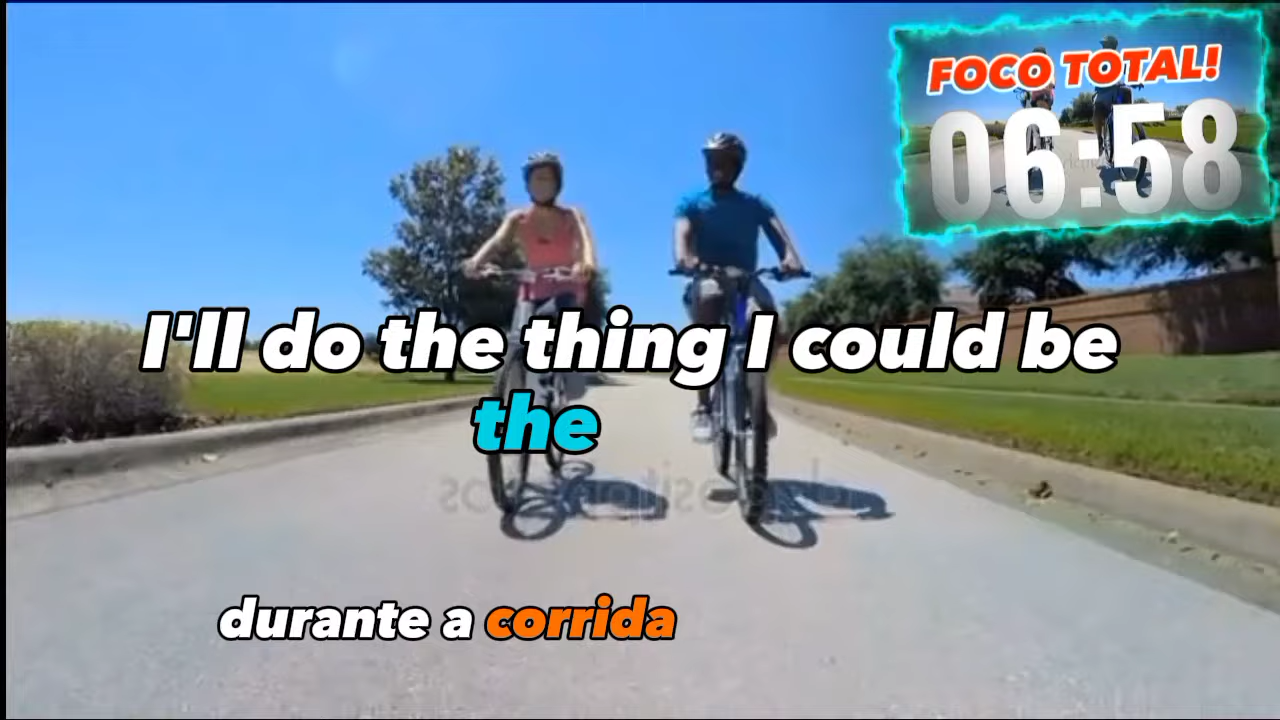 FOCO TOTAL!
06:58
I'll do the thing I could be
the
durante a corrida